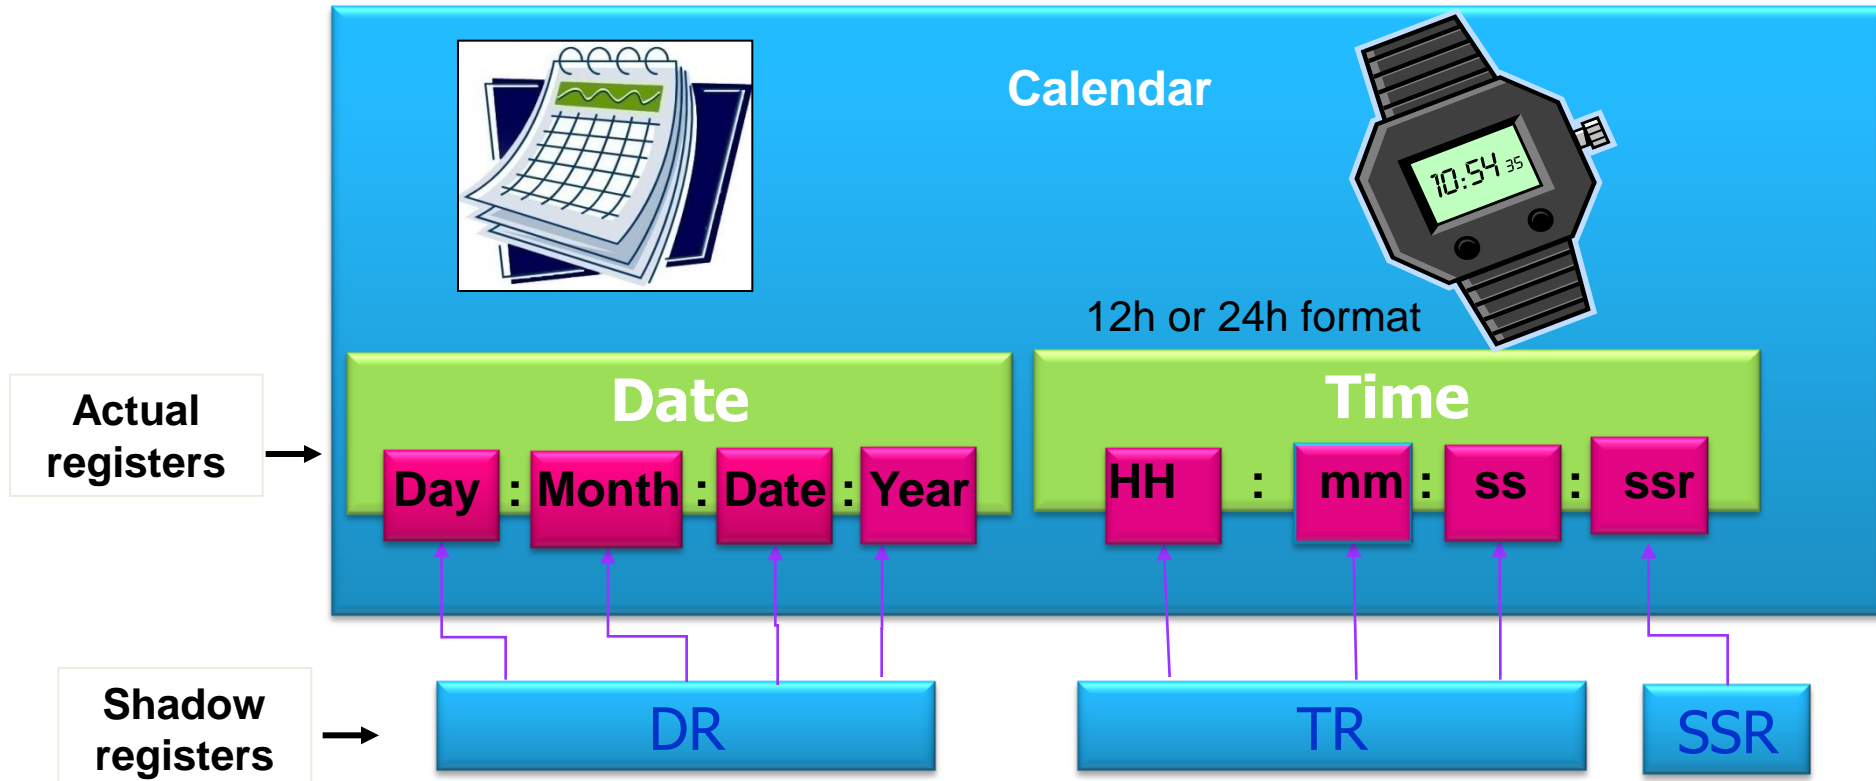 Calendar
10:54 35
12h or 24h format
Actual
registers
Date
Time
Day : Month : Date : Year
HH : mm : ss : ssr
Shadow
registers
DR
TR
SSR